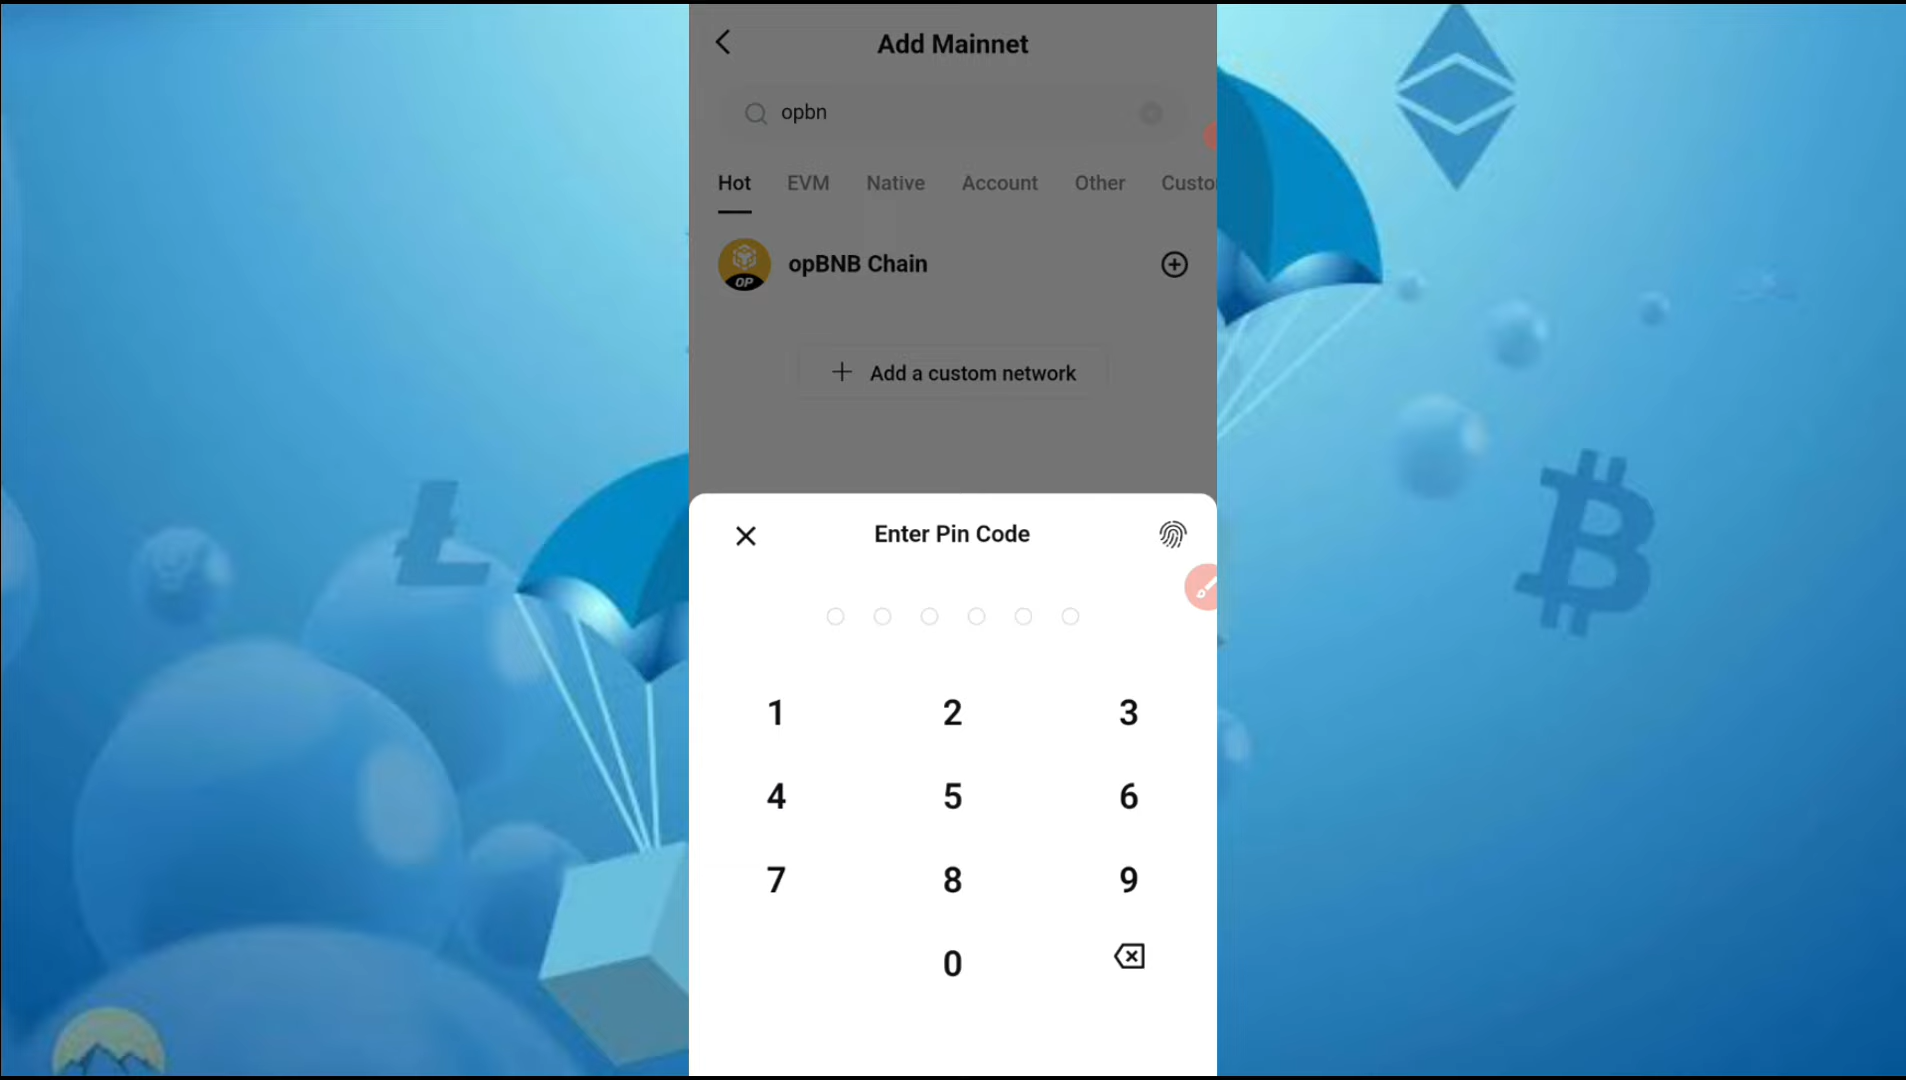 Add Mainnet
opbn
Hot EVM Native Account Other Custo
OP
opBNB Chain
+ Add a custom network
Enter Pin Code
1 2 3
4 5 6
7 8 9
0